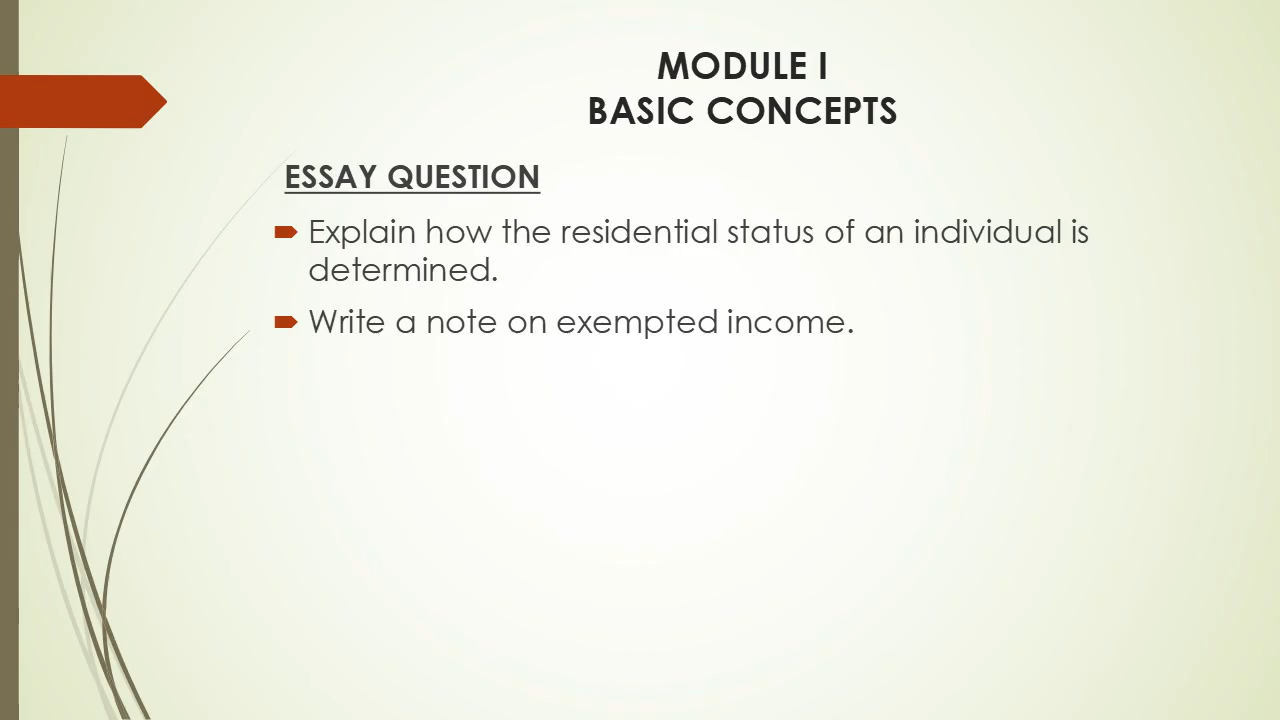 MODULE I
BASIC CONCEPTS
ESSAY QUESTION
Explain how the residential status of an individual is
determined.
Write a note on exempted income.